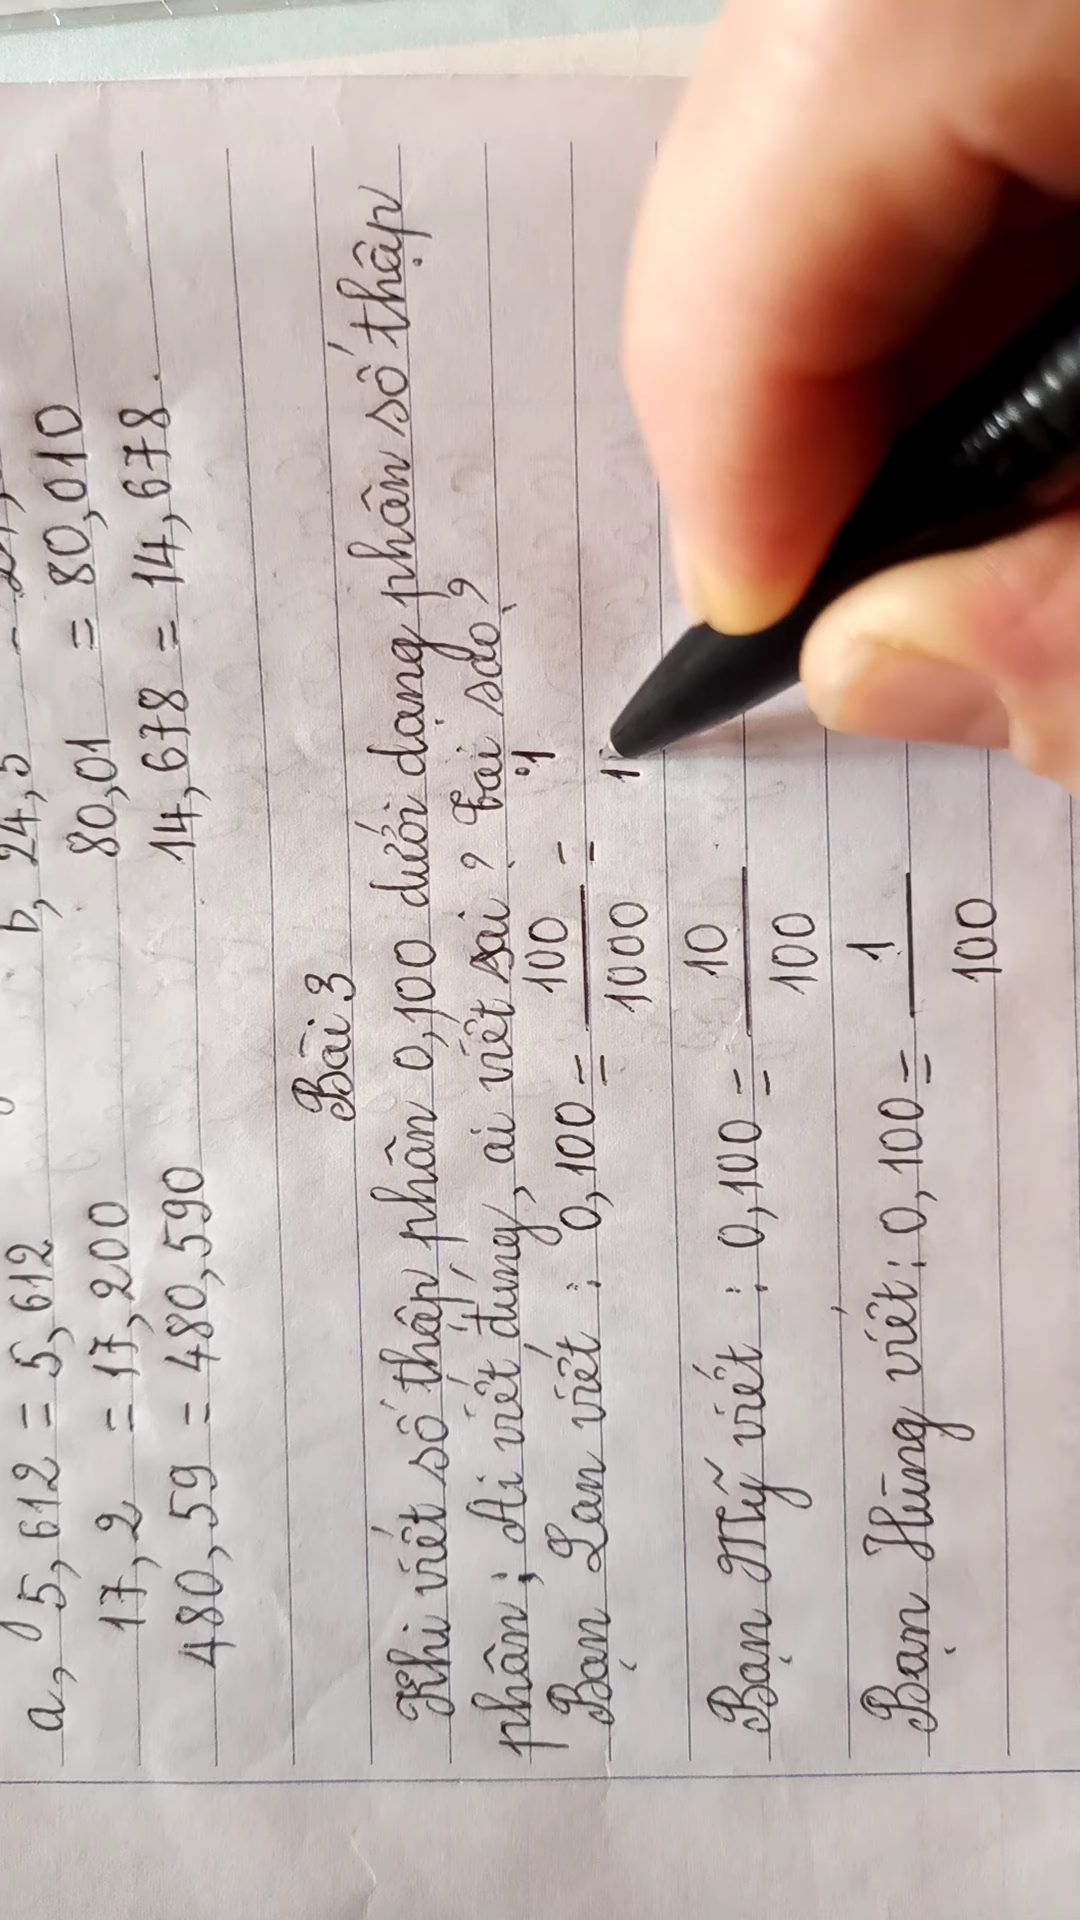 a, 5,612 = 5,612 b, 24,5
17,2 = 17,200 80,01 = 80,010
480,59 = 480,590 14,678 = 14,678.
Bài 3
Khi viết số thập phân 0,100 dưới dạng phân số thập
phân; Ai viết đúng, ai viết sai? Tại sao?
Bạn Lan viết : 0,100 = 100/1000 = 1/1
Bạn Mỹ viết : 0,100 = 10/100
Bạn Hùng viết : 0,100 = 1/100